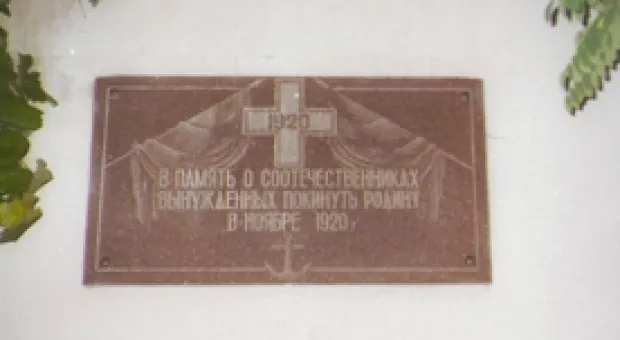 1920
В ПАМЯТЬ О СООТЕЧЕСТВЕННИКАХ
ВЫНУЖДЕННЫХ ПОКИНУТЬ РОДИНУ
В НОЯБРЕ 1920 г